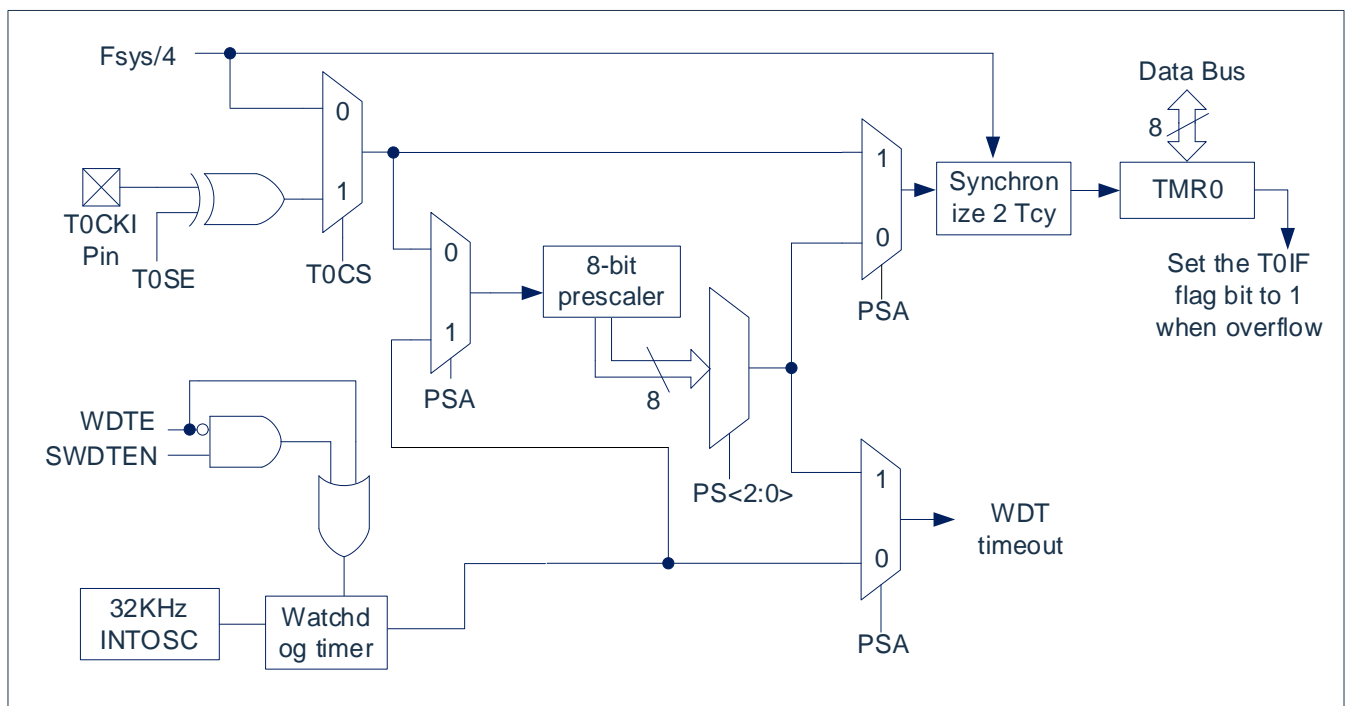 Fsys/4
Data Bus
8
0
1
T0CKI
Pin
T0SE
T0CS
0
1
PSA
8-bit
prescaler
8
PS<2:0>
1
0
PSA
Synchron
ize 2 Tcy
TMR0
Set the T0IF
flag bit to 1
when overflow
WDTE
SWDTEN
32KHz
INTOSC
Watchd
og timer
1
0
PSA
WDT
timeout